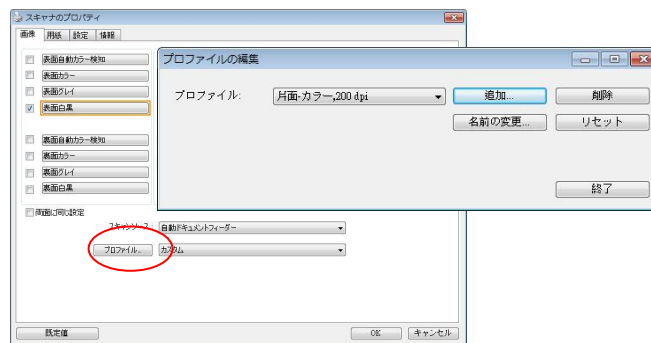 スキャナのプロパティ
画像 用紙 設定 情報
表面自動カラー検知
表面カラー
表面グレイ
表面白黒
裏面自動カラー検知
裏面カラー
裏面グレイ
裏面白黒
両面に同じ設定
スキャンソース: 自動ドキュメントフィーダー
プロファイル... カスタム
既定値 OK キャンセル
プロファイルの編集
プロファイル: 片面-カラー,200 dpi 追加... 削除
名前の変更... リセット
終了